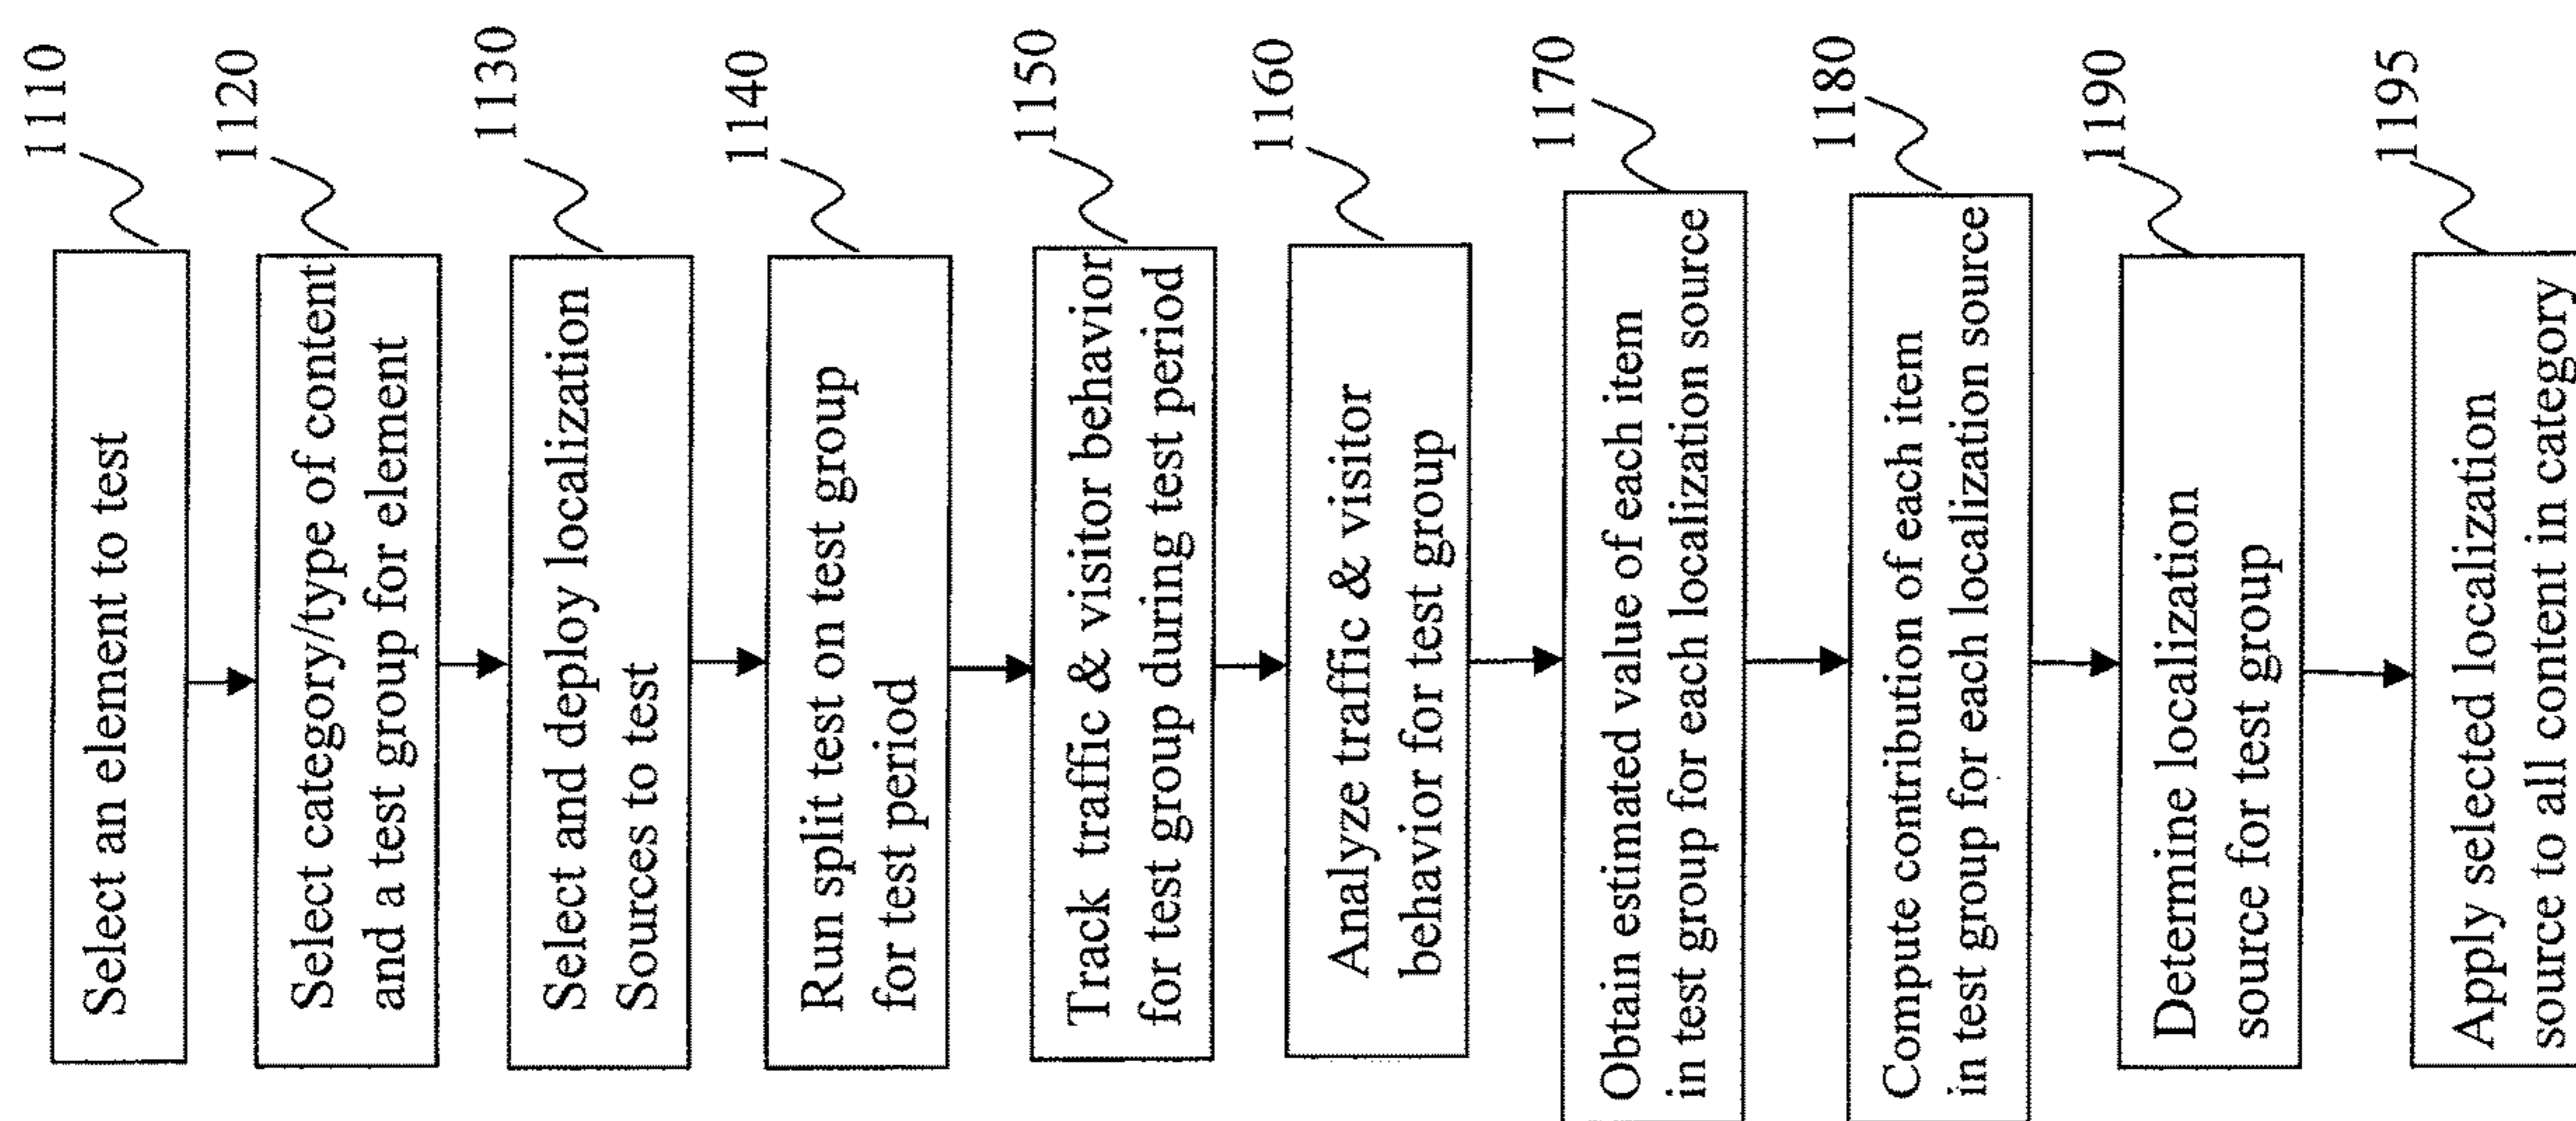 1110
Select an element to test
1120
Select category/type of content
and a test group for element
1130
Select and deploy localization
Sources to test
1140
Run split test on test group
for test period
1150
Track traffic & visitor behavior
for test group during test period
1160
Analyze traffic & visitor
behavior for test group
1170
Obtain estimated value of each item
in test group for each localization source
1180
Compute contribution of each item
in test group for each localization source
1190
Determine localization
source for test group
1195
Apply selected localization
source to all content in category